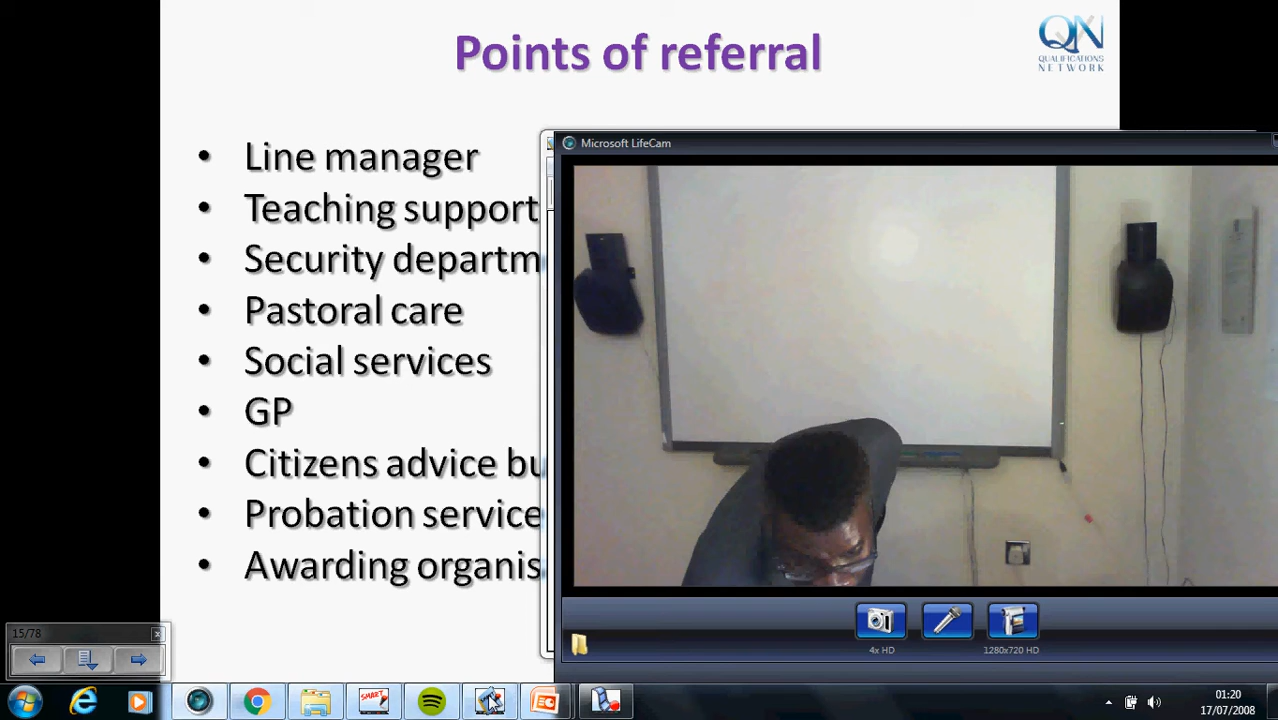 Points of referral
QN
QUALIFICATIONS
NETWORK
• Line manager
• Teaching support
• Security departm
• Pastoral care
• Social services
• GP
• Citizens advice bu
• Probation service
• Awarding organis
Microsoft LifeCam
4x HD
1280x720 HD
15/78
SMART
01:20
17/07/2008